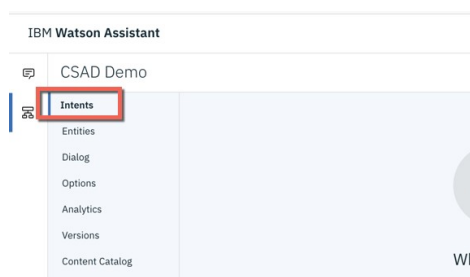 IBM Watson Assistant
CSAD Demo
Intents
Entities
Dialog
Options
Analytics
Versions
Content Catalog